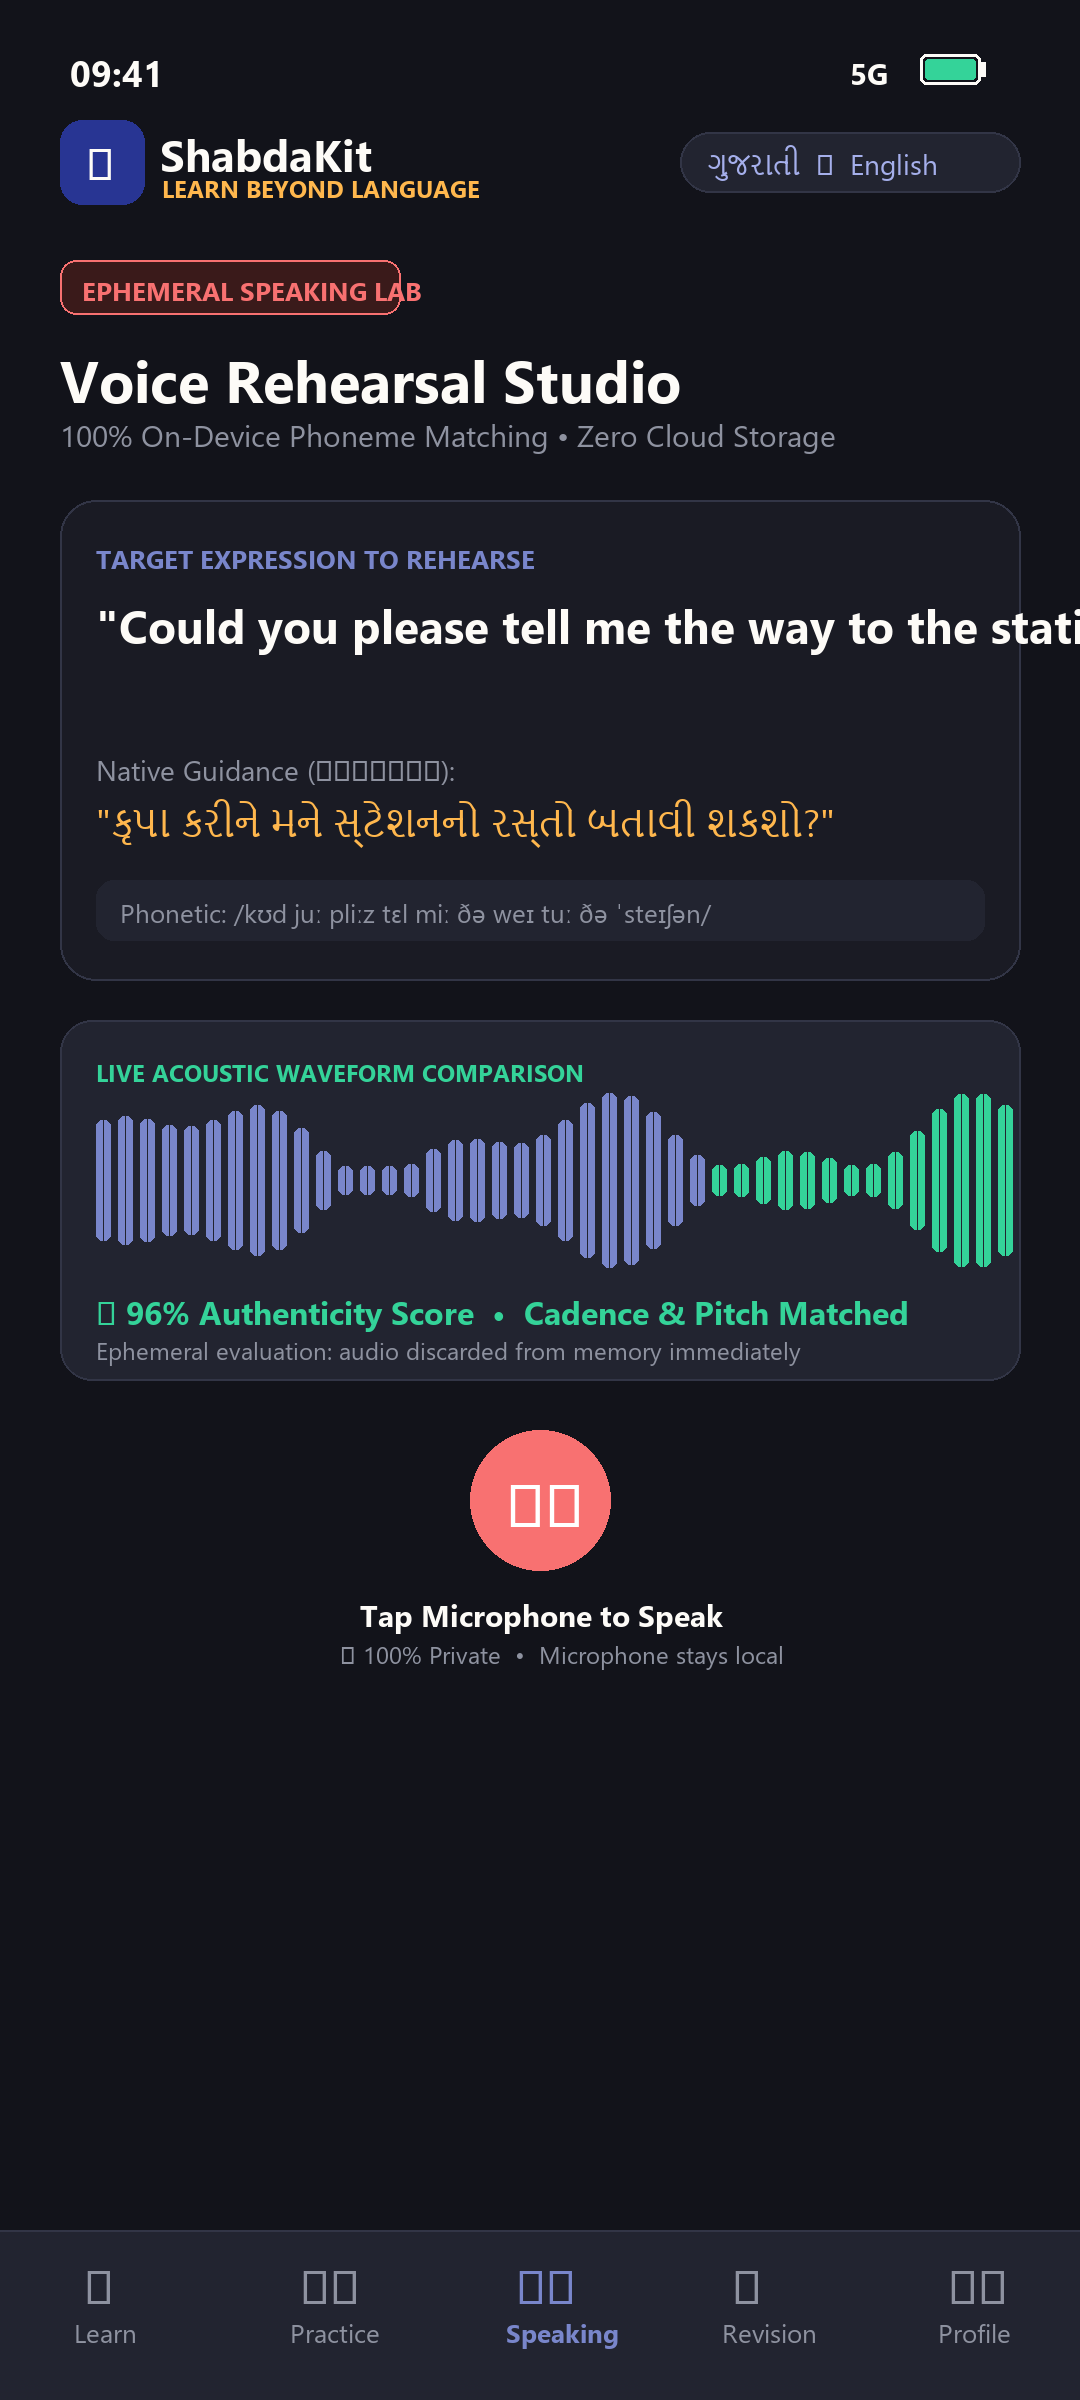 09:41 5G
ShabdaKit
LEARN BEYOND LANGUAGE
ગુજરાતી English
EPHEMERAL SPEAKING LAB
Voice Rehearsal Studio
100% On-Device Phoneme Matching • Zero Cloud Storage
TARGET EXPRESSION TO REHEARSE
"Could you please tell me the way to the stati
Native Guidance (▯▯▯▯▯▯▯):
"કૃપા કરીને મને સ્ટેશનનો રસ્તો બતાવી શકશો?"
Phonetic: /kʊd juː pliːz tɛl miː ðə weɪ tuː ðə ˈsteɪʃən/
LIVE ACOUSTIC WAVEFORM COMPARISON
96% Authenticity Score • Cadence & Pitch Matched
Ephemeral evaluation: audio discarded from memory immediately
Tap Microphone to Speak
100% Private • Microphone stays local
Learn Practice Speaking Revision Profile